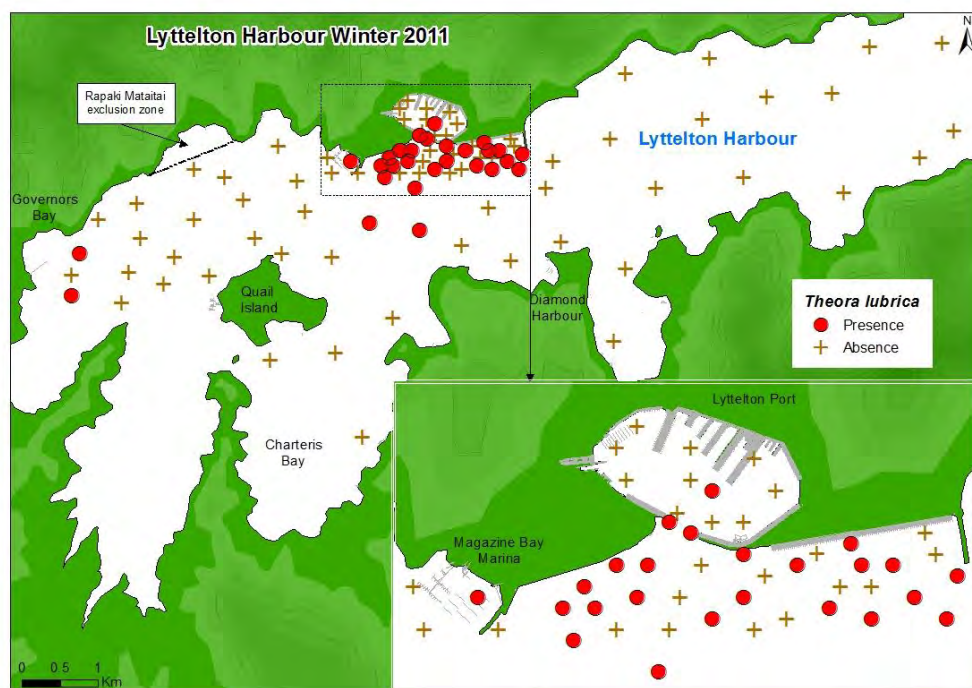 Lyttelton Harbour Winter 2011
N
Rapaki Mataitai
exclusion zone
Lyttelton Harbour
Governors
Bay
Quail
Island
Diamond
Harbour
Theora lubrica
Presence
Absence
Charteris
Bay
Lyttelton Port
Magazine Bay
Marina
0 0 5 1
Km